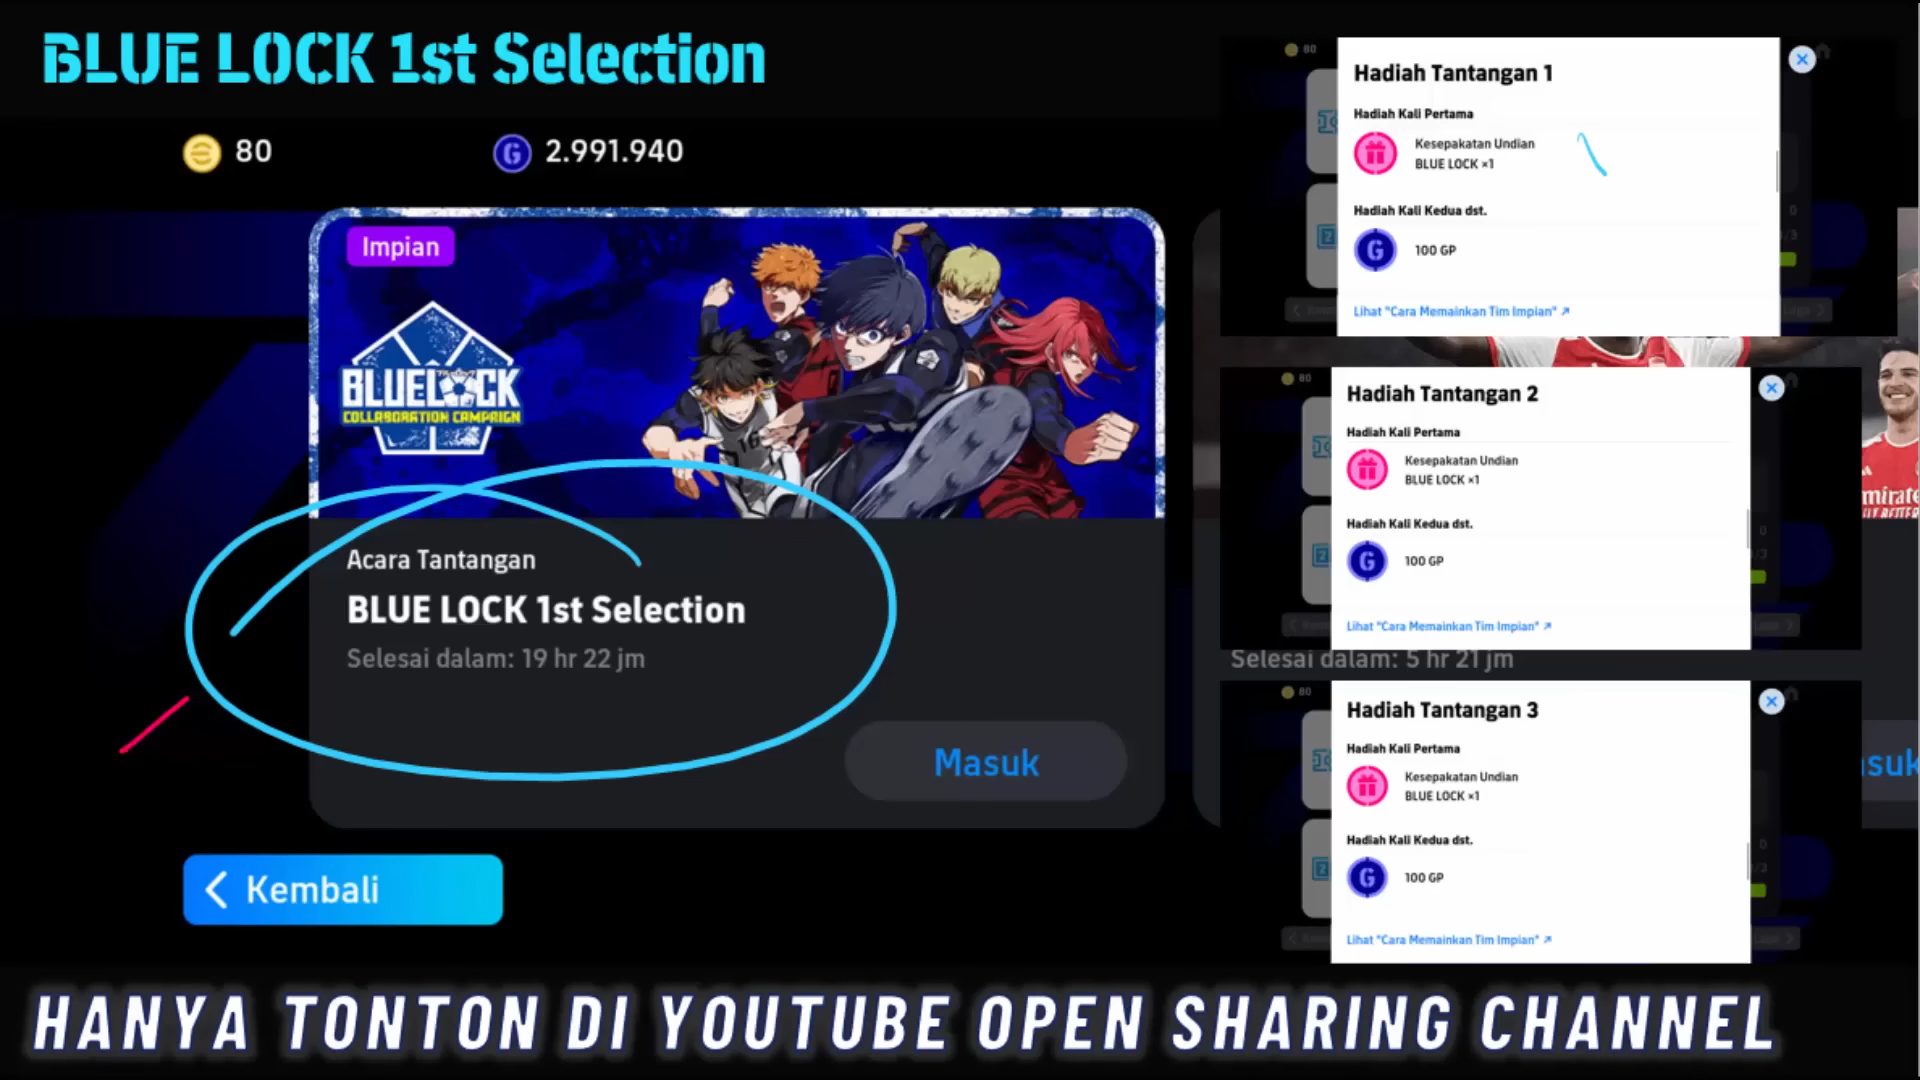 BLUE LOCK 1st Selection
80
2.991.940
Impian
BLUELOCK
COLLABORATION CAMPAIGN
Acara Tantangan
BLUE LOCK 1st Selection
Selesai dalam: 19 hr 22 jm
Masuk
Kembali
80
Hadiah Tantangan 1
Hadiah Kali Pertama
Kesepakatan Undian
BLUE LOCK ×1
Hadiah Kali Kedua dst.
100 GP
Lihat "Cara Memainkan Tim Impian"
80
Hadiah Tantangan 2
Hadiah Kali Pertama
Kesepakatan Undian
BLUE LOCK ×1
Hadiah Kali Kedua dst.
100 GP
Lihat "Cara Memainkan Tim Impian"
Selesai dalam: 5 hr 21 jm
80
Hadiah Tantangan 3
Hadiah Kali Pertama
Kesepakatan Undian
BLUE LOCK ×1
Hadiah Kali Kedua dst.
100 GP
Lihat "Cara Memainkan Tim Impian"
HANYA TONTON DI YOUTUBE OPEN SHARING CHANNEL